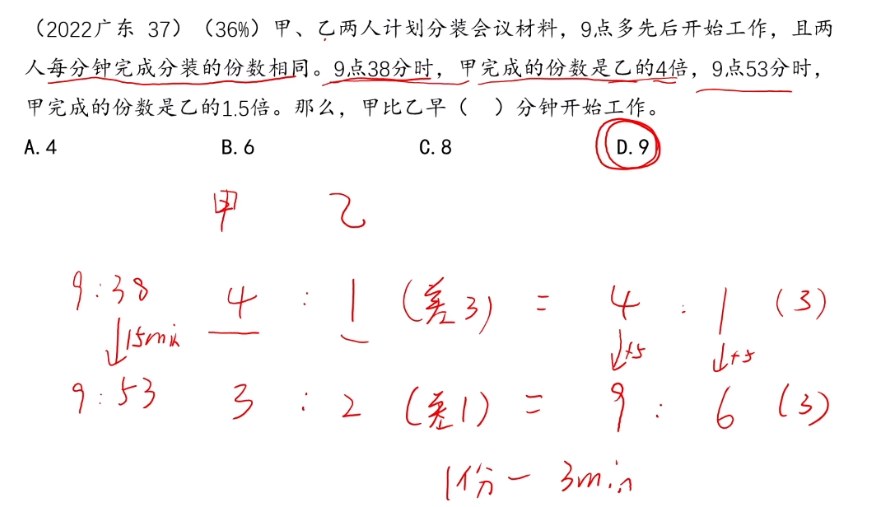 （2022广东 37）（36%）甲、乙两人计划分装会议材料，9点多先后开始工作，且两
人每分钟完成分装的份数相同。9点38分时，甲完成的份数是乙的4倍，9点53分时，
甲完成的份数是乙的1.5倍。那么，甲比乙早（ ）分钟开始工作。
A. 4 B. 6 C. 8 D. 9
甲 乙
9:38 4 : 1 (差3) = 4 : 1 (3)
↓15min ↓+5 ↓+5
9:53 3 : 2 (差1) = 9 : 6 (3)
1份 — 3min